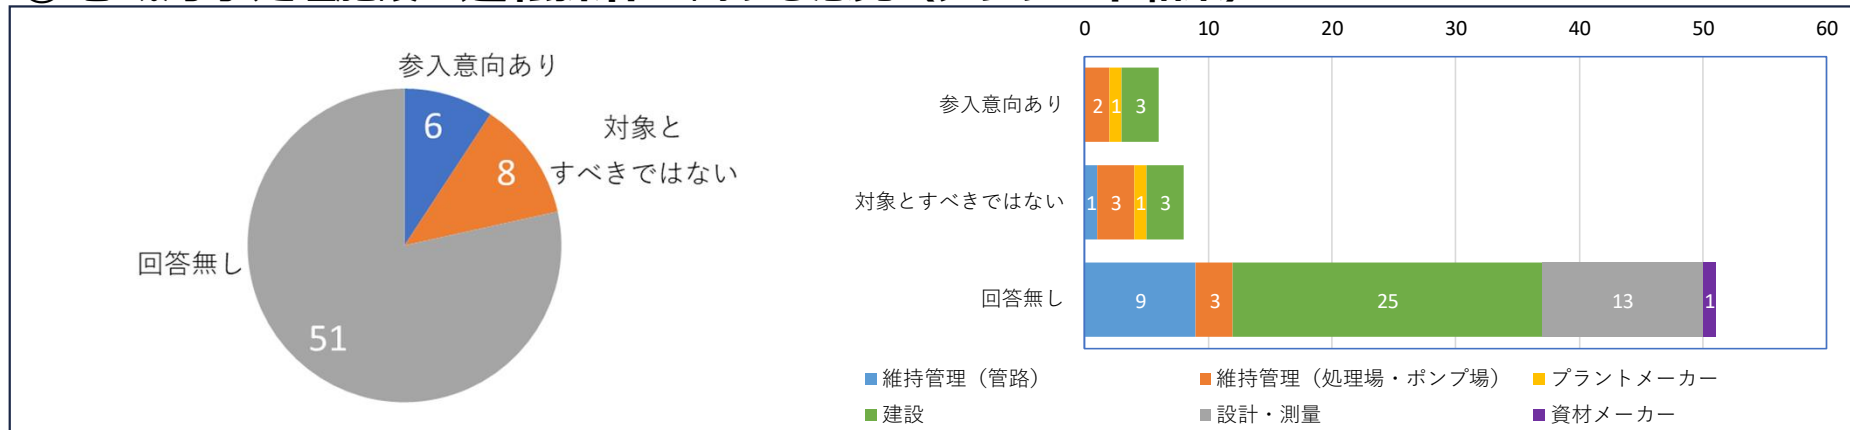 参入意向あり
6
対象と
すべきではない
8
回答無し
51
0 10 20 30 40 50 60
参入意向あり 2 1 3
対象とすべきではない 1 3 1 3
回答無し 9 3 25 13 1
維持管理（管路） 維持管理（処理場・ポンプ場） プラントメーカー
建設 設計・測量 資材メーカー